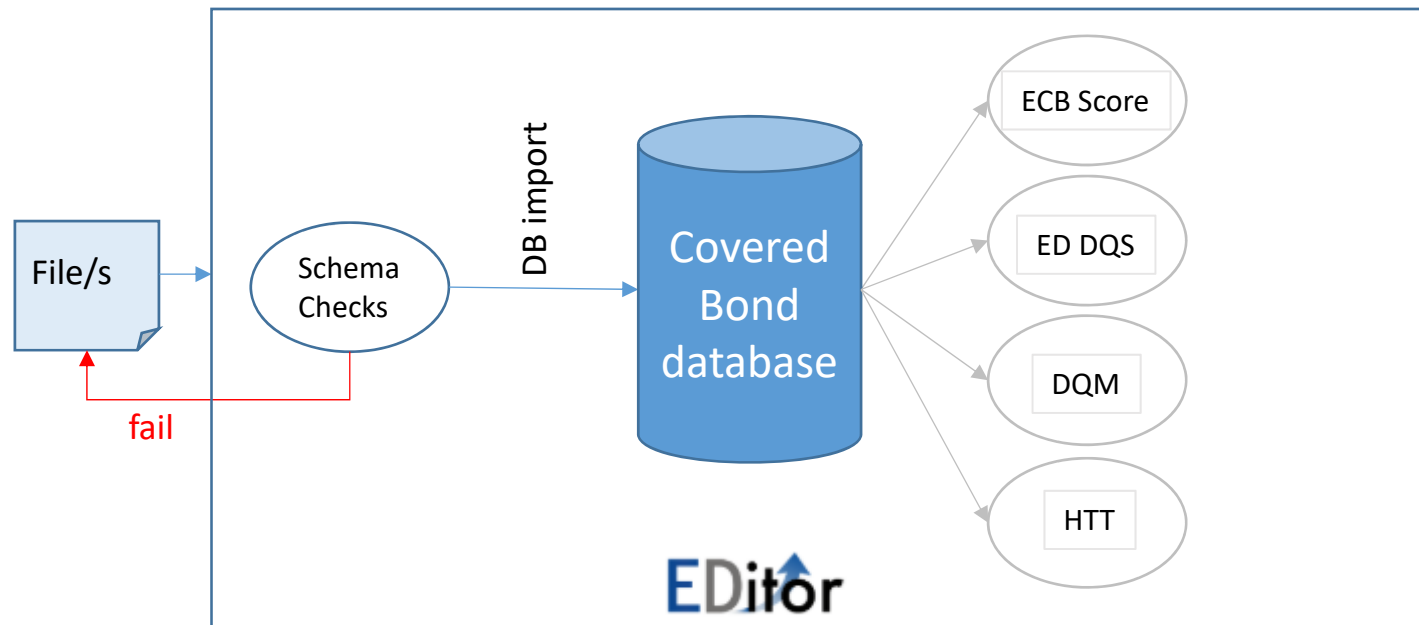 File/s
fail
Schema
Checks
DB import
Covered
Bond
database
ECB Score
ED DQS
DQM
HTT
EDitor